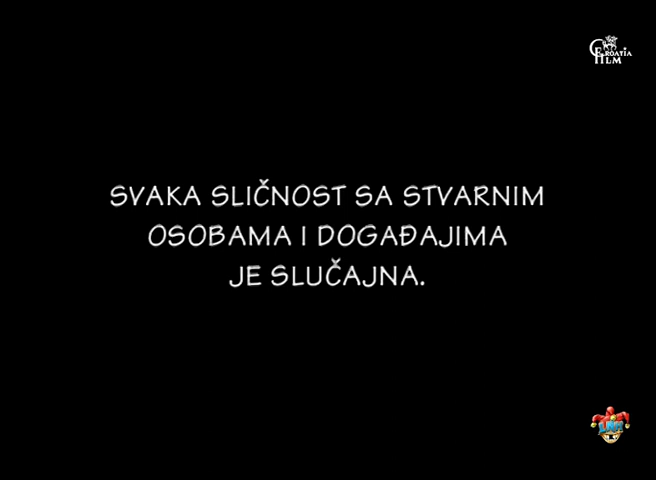 CROATIA
FILM
SVAKA SLIČNOST SA STVARNIM
OSOBAMA I DOGAĐAJIMA
JE SLUČAJNA.